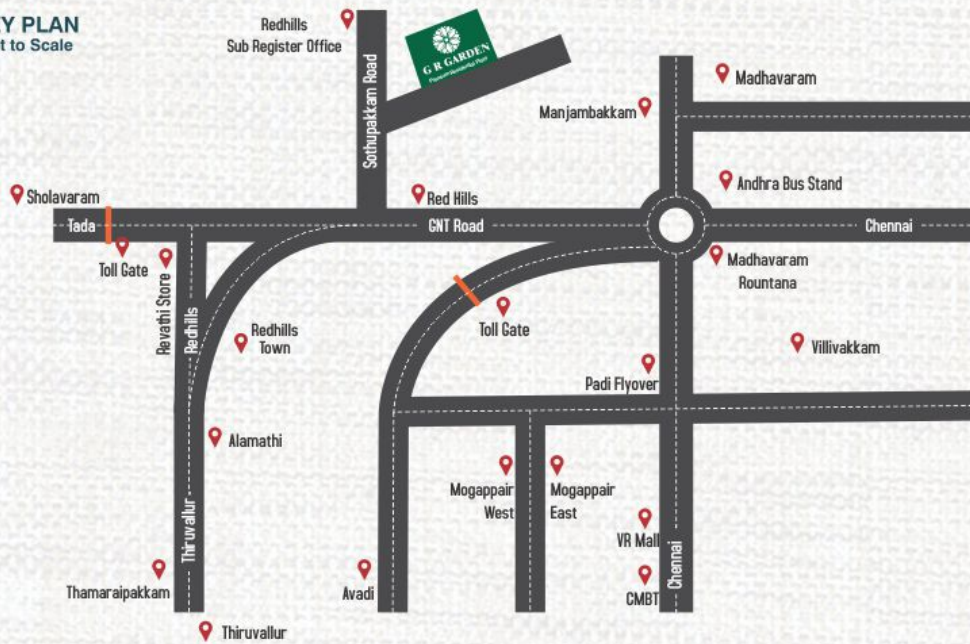 EY PLAN
t to Scale
Redhills
Sub Register Office
Sothupakkam Road
G R GARDEN
Manjambakkam
Madhavaram
Sholavaram
Tada
Toll Gate
Revathi Store
Redhills
Red Hills
GNT Road
Andhra Bus Stand
Chennai
Madhavaram
Rountana
Redhills
Town
Toll Gate
Villivakkam
Padi Flyover
Alamathi
Mogappair
West
Mogappair
East
VR Mall
CMBT
Chennai
Thiruvallur
Thamaraipakkam
Avadi
Thiruvallur